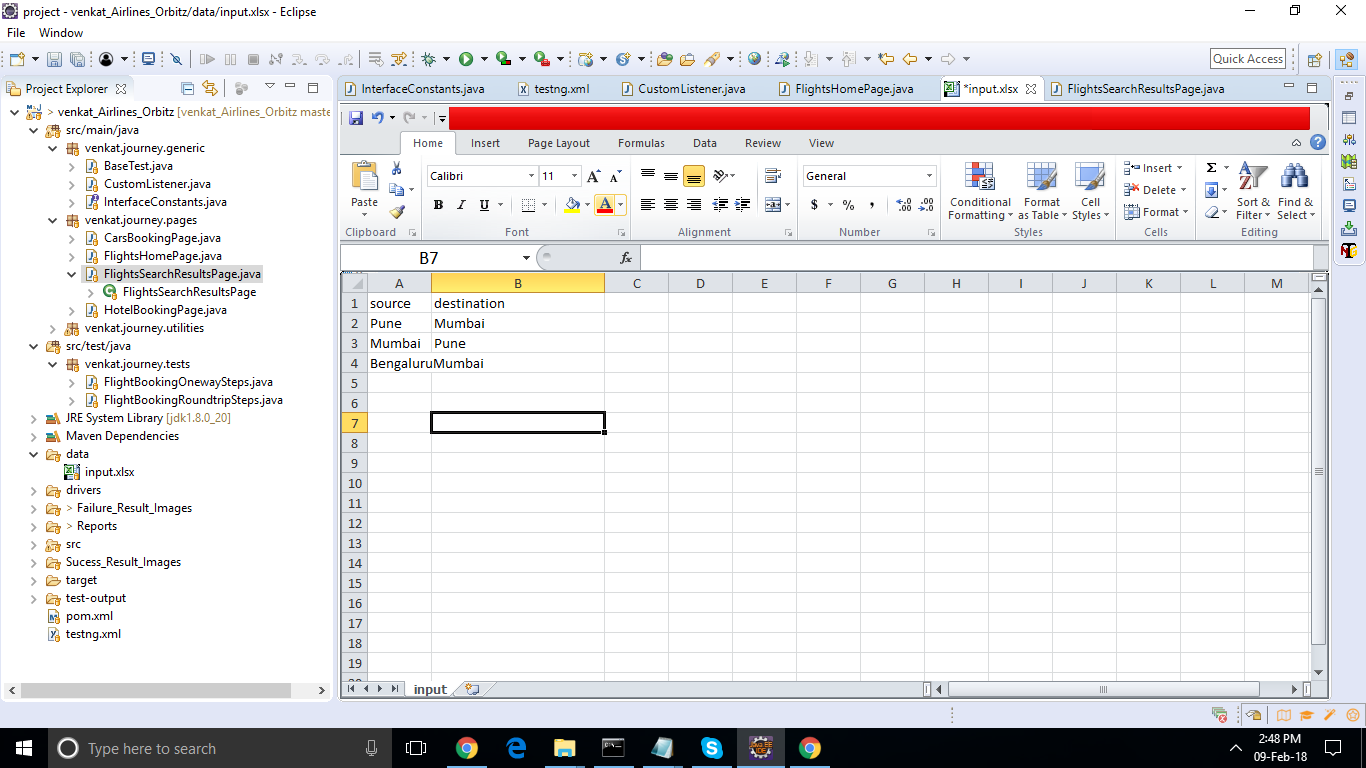 project - venkat_Airlines_Orbitz/data/input.xlsx - Eclipse
File Window
Quick Access
Project Explorer
> venkat_Airlines_Orbitz [venkat_Airlines_Orbitz maste
src/main/java
venkat.journey.generic
BaseTest.java
CustomListener.java
InterfaceConstants.java
venkat.journey.pages
CarsBookingPage.java
FlightsHomePage.java
FlightsSearchResultsPage.java
FlightsSearchResultsPage
HotelBookingPage.java
venkat.journey.utilities
src/test/java
venkat.journey.tests
FlightBookingOnewaySteps.java
FlightBookingRoundtripSteps.java
JRE System Library [jdk1.8.0_20]
Maven Dependencies
data
input.xlsx
drivers
> Failure_Result_Images
> Reports
src
Sucess_Result_Images
target
test-output
pom.xml
testng.xml
InterfaceConstants.java testng.xml CustomListener.java FlightsHomePage.java *input.xlsx FlightsSearchResultsPage.java
Home Insert Page Layout Formulas Data Review View
Paste
Clipboard
Calibri 11
B I U
Font
Alignment
General
$ % ,
Number
Conditional Formatting
Format as Table
Cell Styles
Styles
Insert
Delete
Format
Cells
Σ
Sort & Filter
Find & Select
Editing
B7 fx
A B C D E F G H I J K L M
1 source destination
2 Pune Mumbai
3 Mumbai Pune
4 Bengaluru Mumbai
5
6
7
8
9
10
11
12
13
14
15
16
17
18
19
input
Type here to search
2:48 PM
09-Feb-18